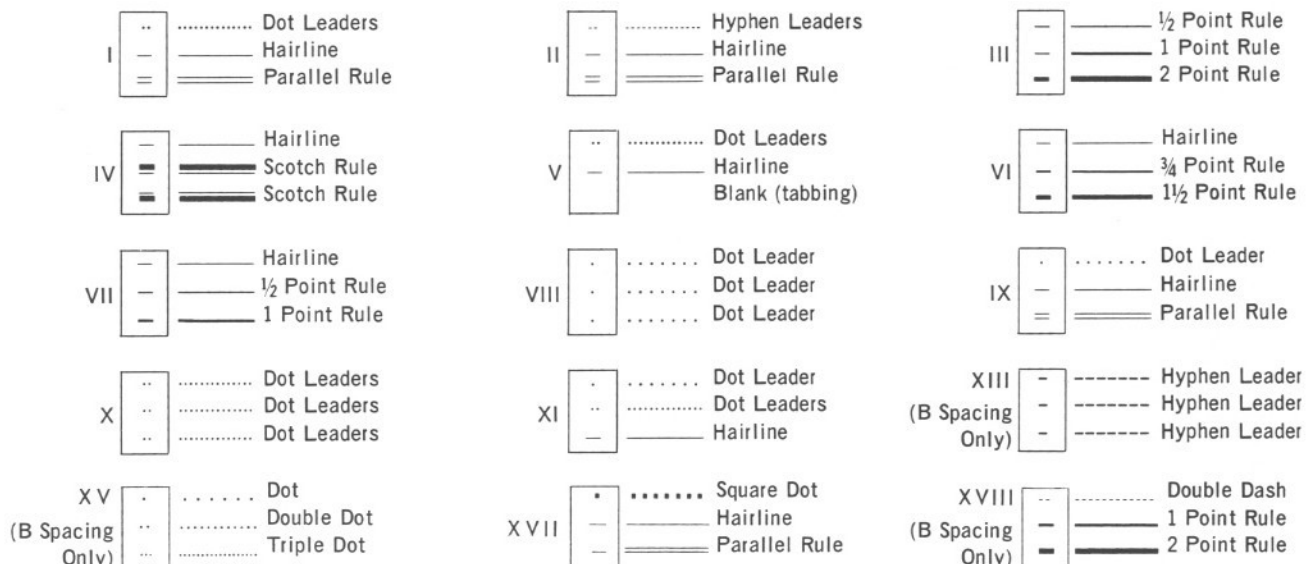 I
Dot Leaders
Hairline
Parallel Rule
II
Hyphen Leaders
Hairline
Parallel Rule
III
½ Point Rule
1 Point Rule
2 Point Rule
IV
Hairline
Scotch Rule
Scotch Rule
V
Dot Leaders
Hairline
Blank (tabbing)
VI
Hairline
¾ Point Rule
1½ Point Rule
VII
Hairline
½ Point Rule
1 Point Rule
VIII
Dot Leader
Dot Leader
Dot Leader
IX
Dot Leader
Hairline
Parallel Rule
X
Dot Leaders
Dot Leaders
Dot Leaders
XI
Dot Leader
Dot Leaders
Hairline
XIII
(B Spacing
Only)
Hyphen Leader
Hyphen Leader
Hyphen Leader
XV
(B Spacing
Only)
Dot
Double Dot
Triple Dot
XVII
Square Dot
Hairline
Parallel Rule
XVIII
(B Spacing
Only)
Double Dash
1 Point Rule
2 Point Rule